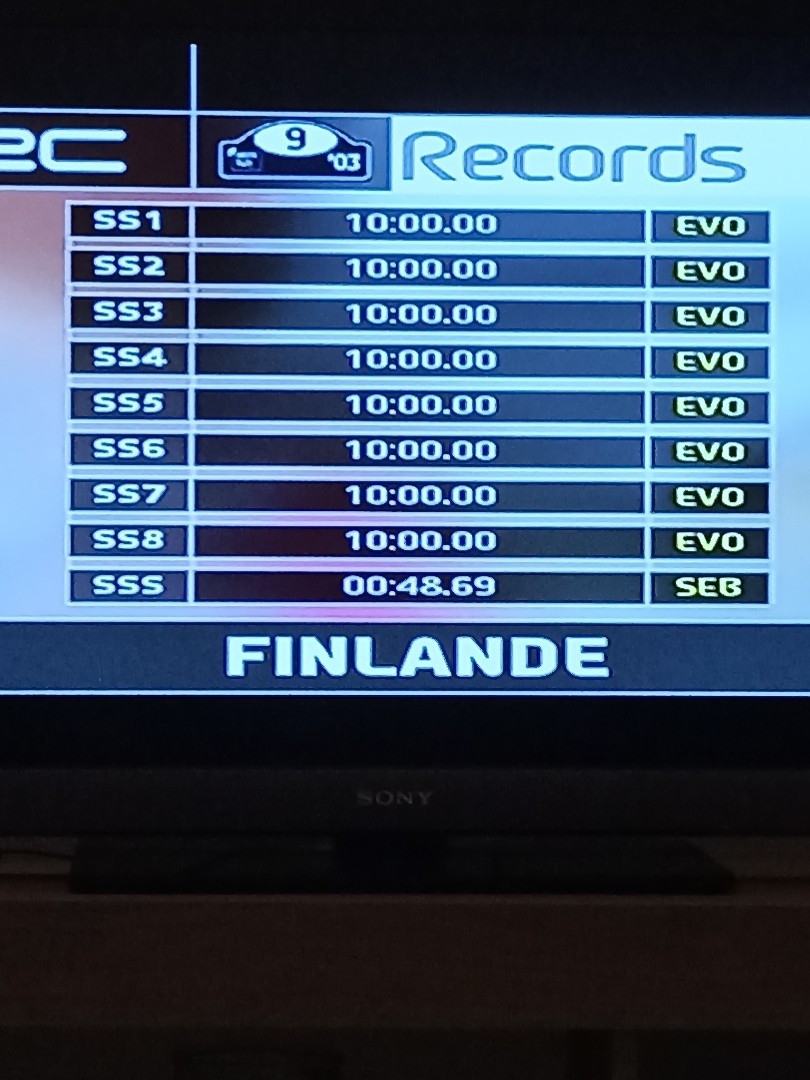 Records
9
'03
SS1 10:00.00 EVO
SS2 10:00.00 EVO
SS3 10:00.00 EVO
SS4 10:00.00 EVO
SS5 10:00.00 EVO
SS6 10:00.00 EVO
SS7 10:00.00 EVO
SS8 10:00.00 EVO
SSS 00:48.69 SEB
FINLANDE
SONY